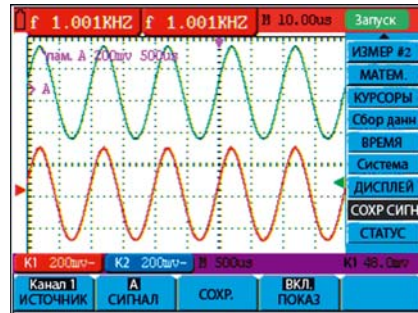 f 1.001KHZ f 1.001KHZ M 10.00us Запуск
пам. A 200mv 500us
A
ИЗМЕР #2
МАТЕМ.
КУРСОРЫ
Сбор данн
ВРЕМЯ
Система
ДИСПЛЕЙ
СОХР СИГН
СТАТУС
K1 200mv~ K2 200mv~ M 500us K1 48.0mv
Канал 1 A ВКЛ.
ИСТОЧНИК СИГНАЛ СОХР. ПОКАЗ